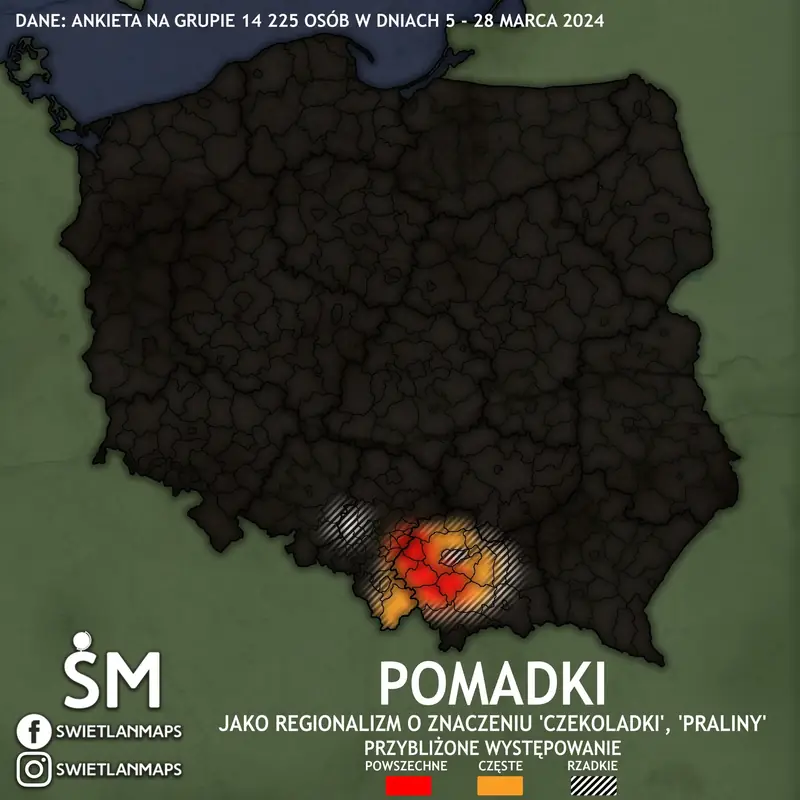 DANE: ANKIETA NA GRUPIE 14 225 OSÓB W DNIACH 5 - 28 MARCA 2024
ŚM
SWIETLANMAPS
SWIETLANMAPS
POMADKI
JAKO REGIONALIZM O ZNACZENIU 'CZEKOLADKI', 'PRALINY'
PRZYBLIŻONE WYSTĘPOWANIE
POWSZECHNE CZĘSTE RZADKIE